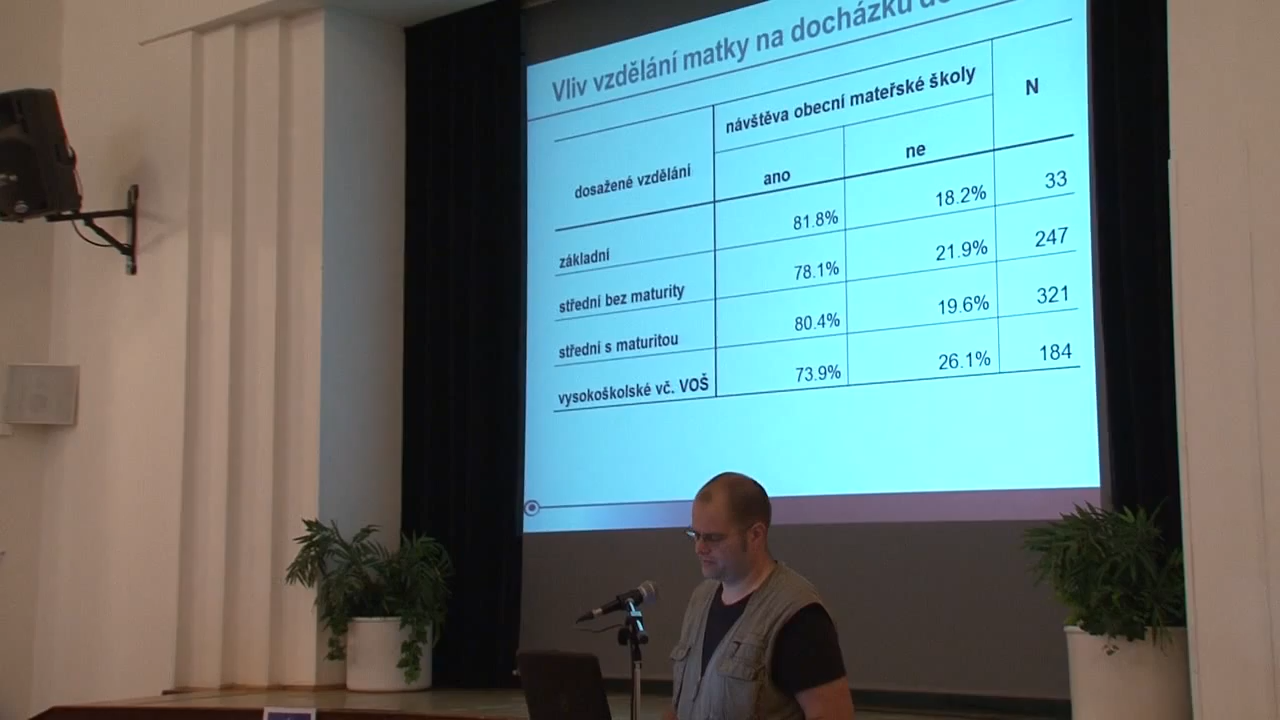 Vliv vzdělání matky na docházku
návštěva obecní mateřské školy
N
dosažené vzdělání
ano
ne
základní
81.8%
18.2%
33
střední bez maturity
78.1%
21.9%
247
střední s maturitou
80.4%
19.6%
321
vysokoškolské vč. VOŠ
73.9%
26.1%
184